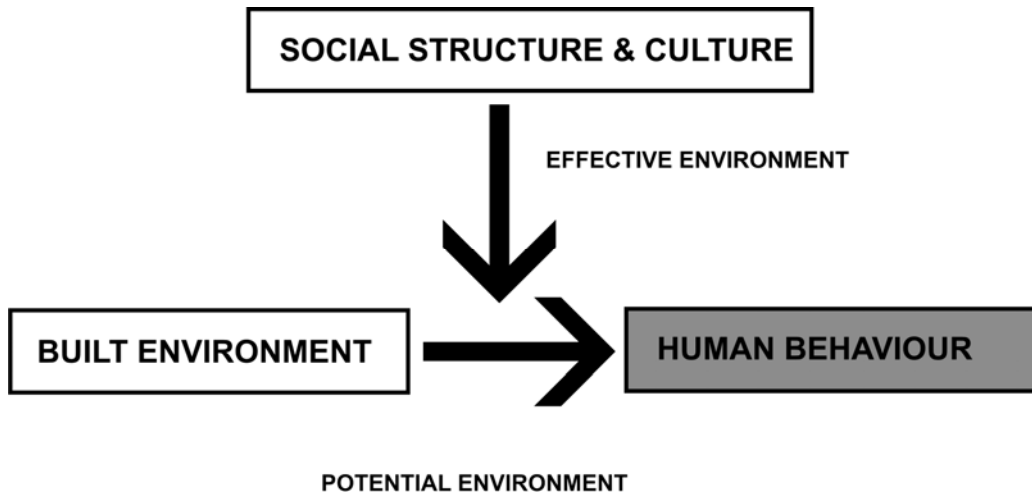 SOCIAL STRUCTURE & CULTURE
EFFECTIVE ENVIRONMENT
BUILT ENVIRONMENT
HUMAN BEHAVIOUR
POTENTIAL ENVIRONMENT